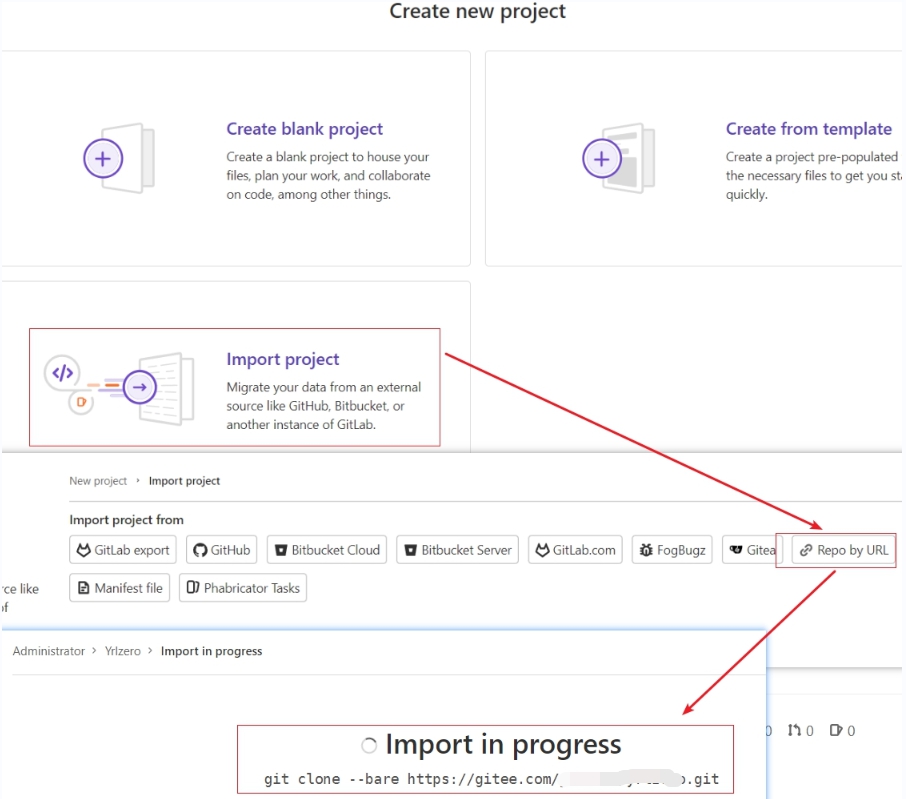 Create new project
Create blank project
Create a blank project to house your
files, plan your work, and collaborate
on code, among other things.
Create from template
Create a project pre-populated
the necessary files to get you sta
quickly.
Import project
Migrate your data from an external
source like GitHub, Bitbucket, or
another instance of GitLab.
New project › Import project
Import project from
GitLab export GitHub Bitbucket Cloud Bitbucket Server GitLab.com FogBugz Gitea Repo by URL
rce like
of
Manifest file Phabricator Tasks
Administrator › Yrlzero › Import in progress
0 0 0
Import in progress
git clone --bare https://gitee.com/ .git